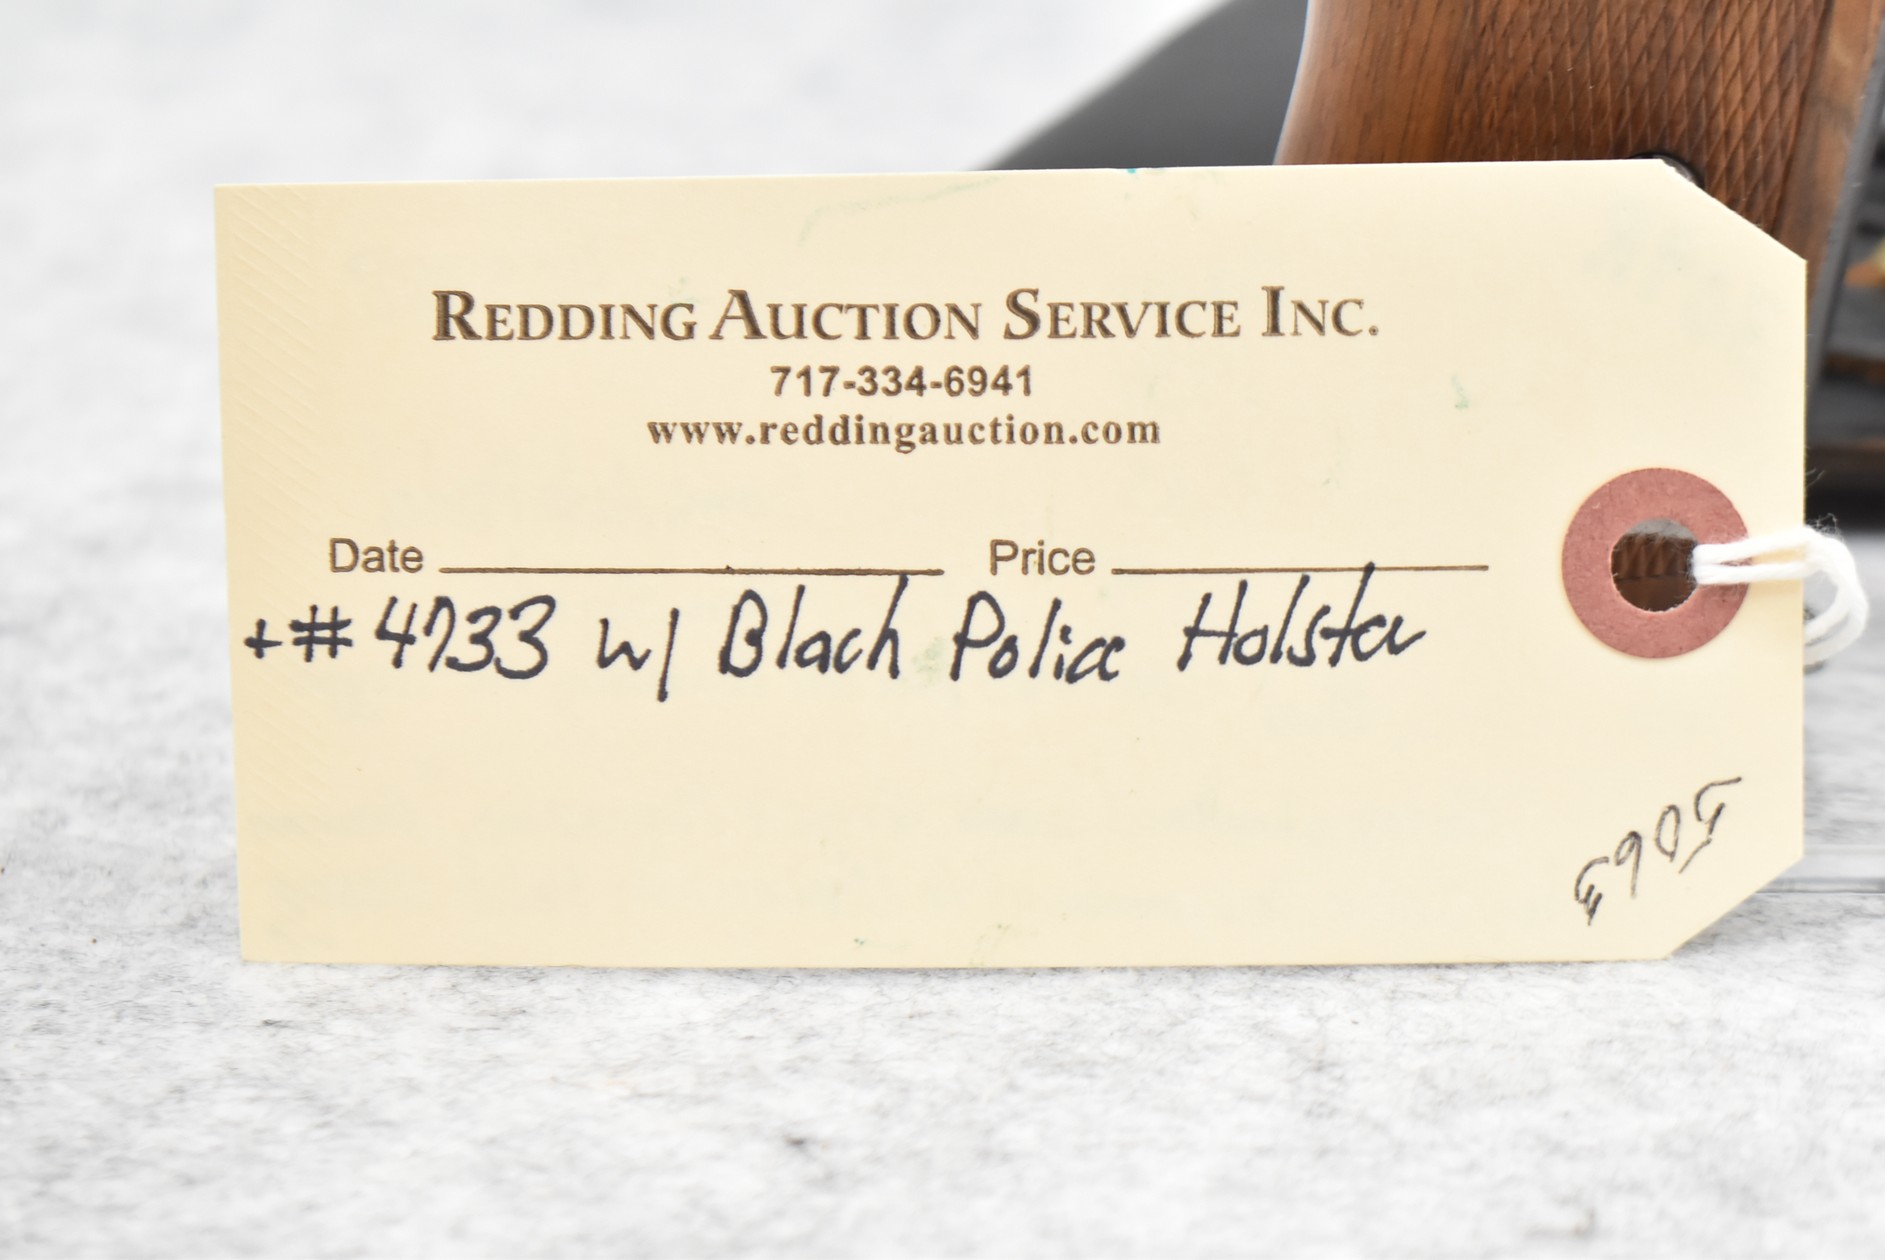 REDDING AUCTION SERVICE INC.
717-334-6941
www.reddingauction.com
Date Price
+# 4733 w/ Black Police Holster
5063